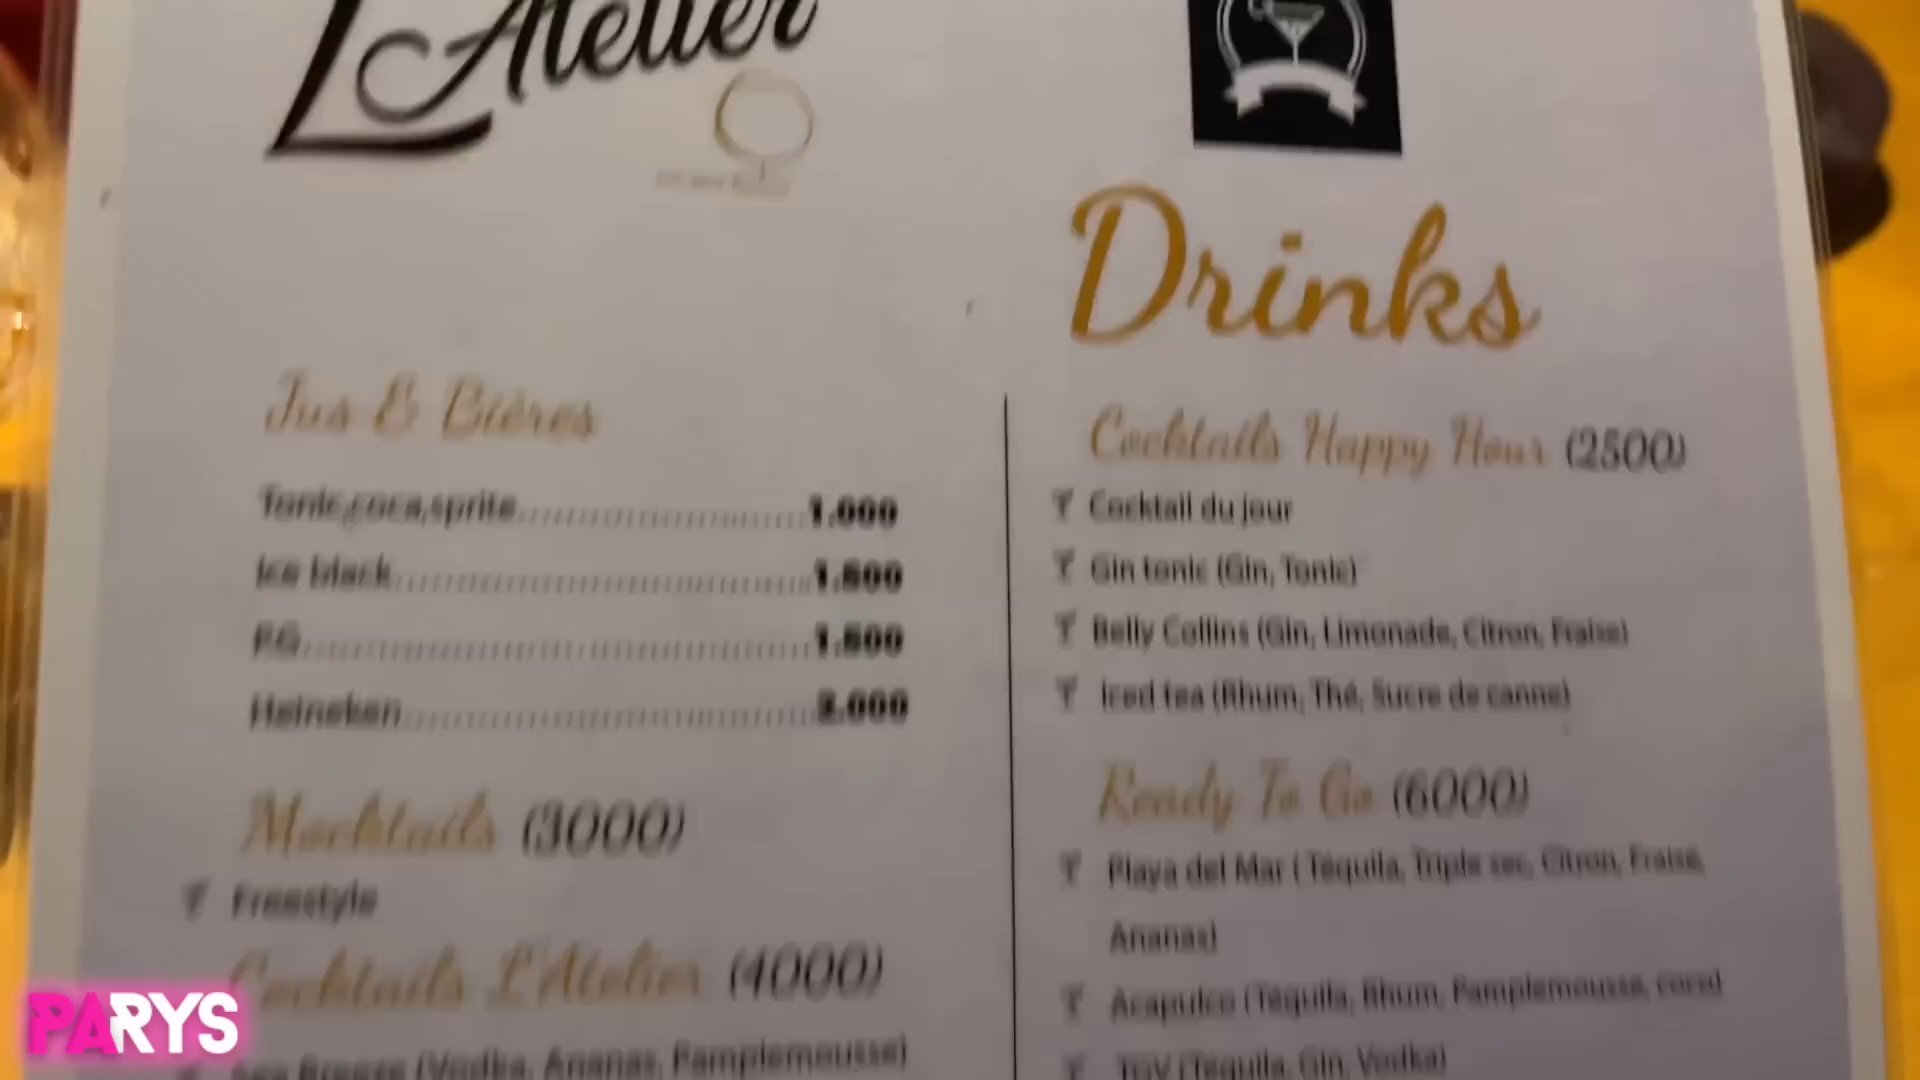 L'Atelier
Drinks
Jus & Bières
Tonic,coca,sprite..............................1.000
Ice black..............................1.500
P.G..............................1.500
Heineken..............................2.000
Mocktails (3000)
Freestyle
Cocktails L'Atelier (4000)
Sea Breeze (Vodka, Ananas, Pamplemousse)
Cocktails Happy Hour (2500)
Cocktail du jour
Gin tonic (Gin, Tonic)
Belly Collins (Gin, Limonade, Citron, Fraise)
Iced tea (Rhum, Thé, Sucre de canne)
Ready To Go (6000)
Playa del Mar ( Tequila, Triple sec, Citron, Fraise,
Ananas)
Acapulco (Tequila, Rhum, Pamplemousse, coco)
TGV (Tequila, Gin, Vodka)
PARYS